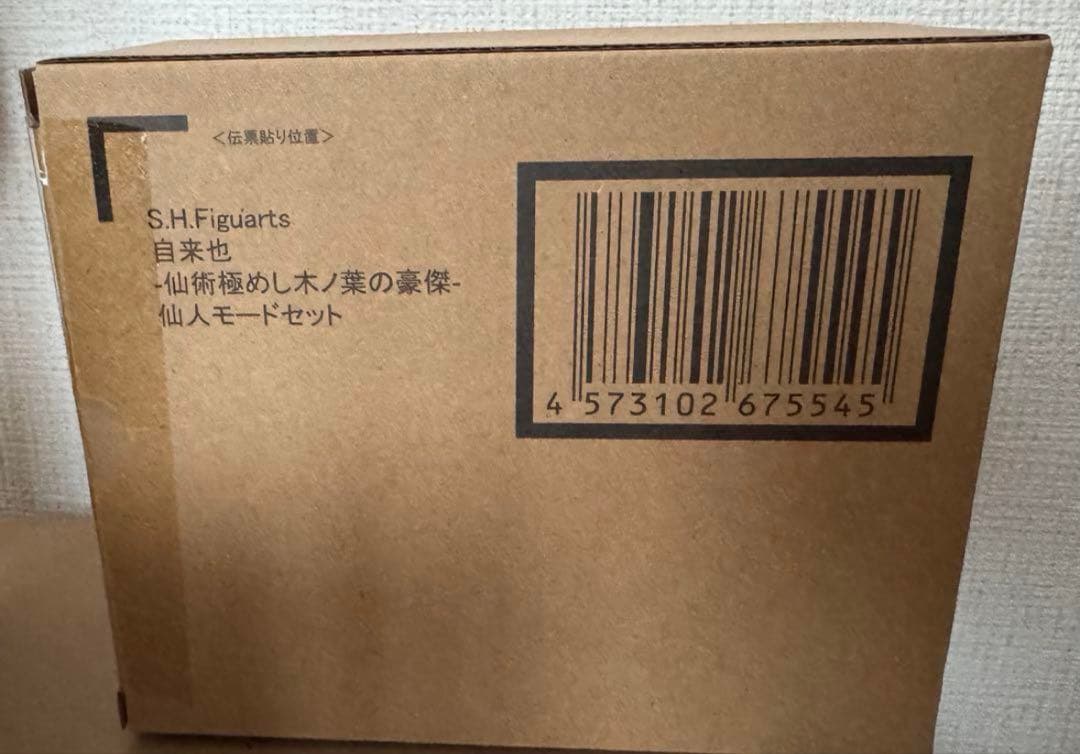 <伝票貼り位置>
S.H.Figuarts
自来也
-仙術極めし木ノ葉の豪傑-
仙人モードセット
4 573102 675545